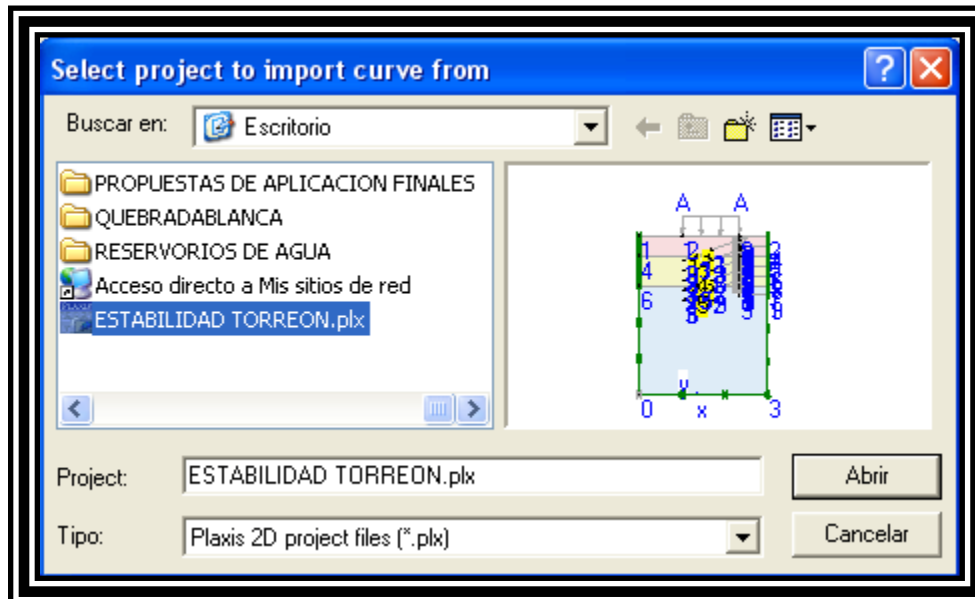 Select project to import curve from
Buscar en: Escritorio
PROPUESTAS DE APLICACION FINALES
QUEBRADABLANCA
RESERVORIOS DE AGUA
Acceso directo a Mis sitios de red
ESTABILIDAD TORREON.plx
A A
1
4
6
y
0 x 3
Project: ESTABILIDAD TORREON.plx Abrir
Tipo: Plaxis 2D project files (*.plx) Cancelar